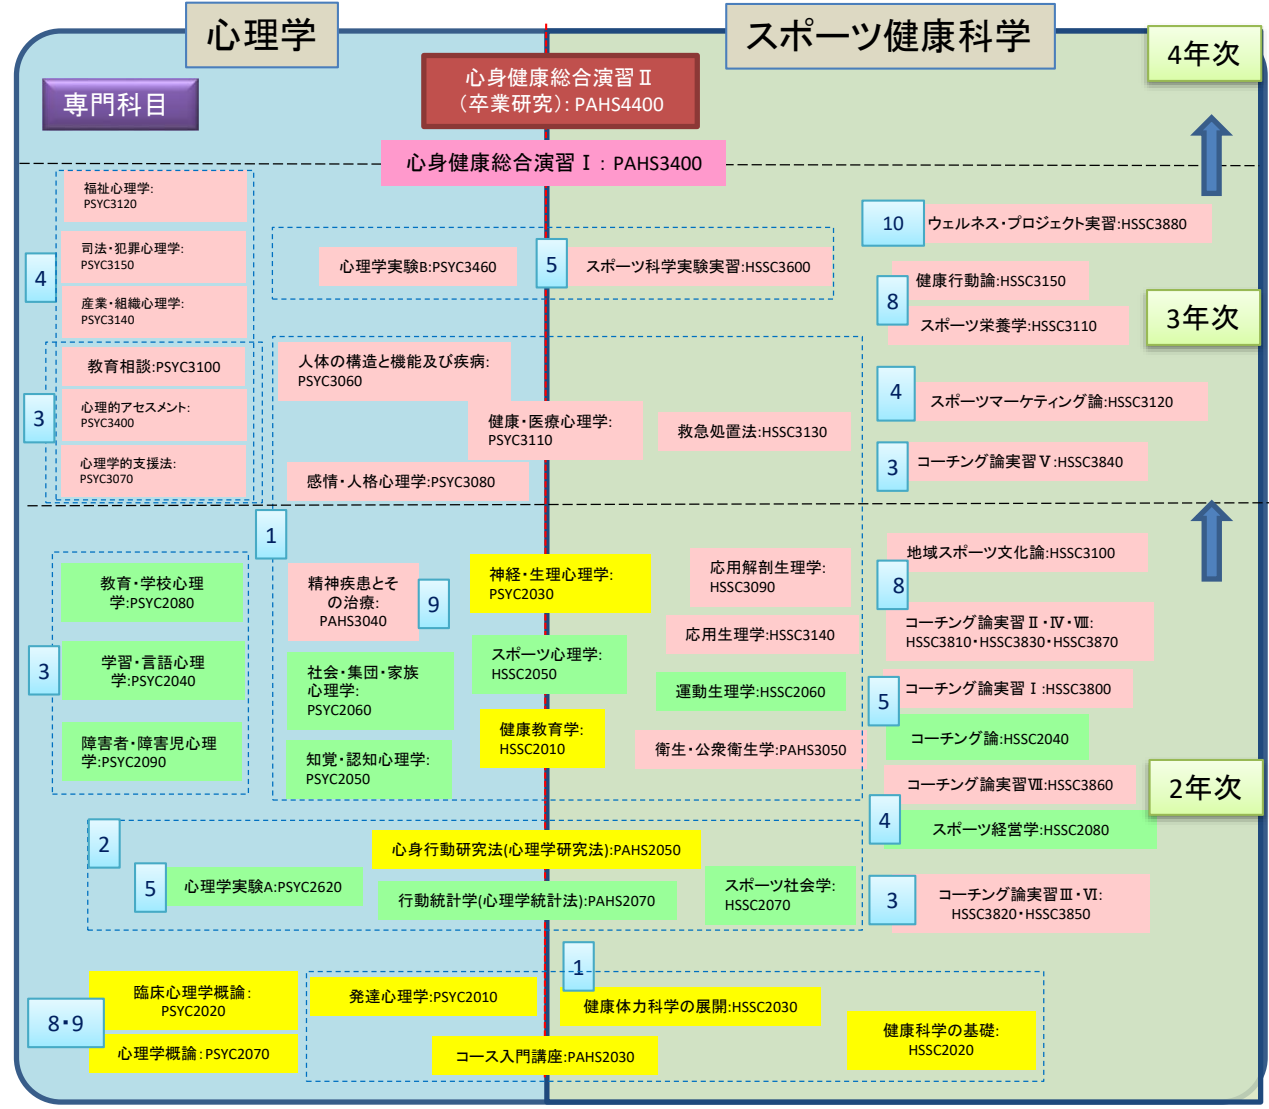 心理学
スポーツ健康科学
4年次
専門科目
心身健康総合演習Ⅱ
（卒業研究）: PAHS4400
心身健康総合演習Ⅰ： PAHS3400
福祉心理学:
PSYC3120
4
司法・犯罪心理学:
PSYC3150
産業・組織心理学:
PSYC3140
心理学実験B:PSYC3460
5
スポーツ科学実験実習:HSSC3600
10
ウェルネス・プロジェクト実習:HSSC3880
8
健康行動論:HSSC3150
スポーツ栄養学:HSSC3110
3年次
3
教育相談:PSYC3100
心理的アセスメント:
PSYC3400
心理学的支援法:
PSYC3070
人体の構造と機能及び疾病:
PSYC3060
健康・医療心理学:
PSYC3110
救急処置法:HSSC3130
感情・人格心理学:PSYC3080
4
スポーツマーケティング論:HSSC3120
3
コーチング論実習Ⅴ:HSSC3840
1
3
教育・学校心理
学:PSYC2080
学習・言語心理
学:PSYC2040
障害者・障害児心理
学:PSYC2090
精神疾患とそ
の治療:
PAHS3040
9
神経・生理心理学:
PSYC2030
応用解剖生理学:
HSSC3090
応用生理学:HSSC3140
社会・集団・家族
心理学:
PSYC2060
スポーツ心理学:
HSSC2050
運動生理学:HSSC2060
知覚・認知心理学:
PSYC2050
健康教育学:
HSSC2010
衛生・公衆衛生学:PAHS3050
地域スポーツ文化論:HSSC3100
8
コーチング論実習Ⅱ・Ⅳ・Ⅷ:
HSSC3810・HSSC3830・HSSC3870
5
コーチング論実習Ⅰ:HSSC3800
コーチング論:HSSC2040
コーチング論実習Ⅶ:HSSC3860
4
スポーツ経営学:HSSC2080
2年次
2
心身行動研究法(心理学研究法):PAHS2050
5
心理学実験A:PSYC2620
行動統計学(心理学統計法):PAHS2070
スポーツ社会学:
HSSC2070
3
コーチング論実習Ⅲ・Ⅵ:
HSSC3820・HSSC3850
1
8・9
臨床心理学概論:
PSYC2020
心理学概論:PSYC2070
発達心理学:PSYC2010
健康体力科学の展開:HSSC2030
コース入門講座:PAHS2030
健康科学の基礎:
HSSC2020